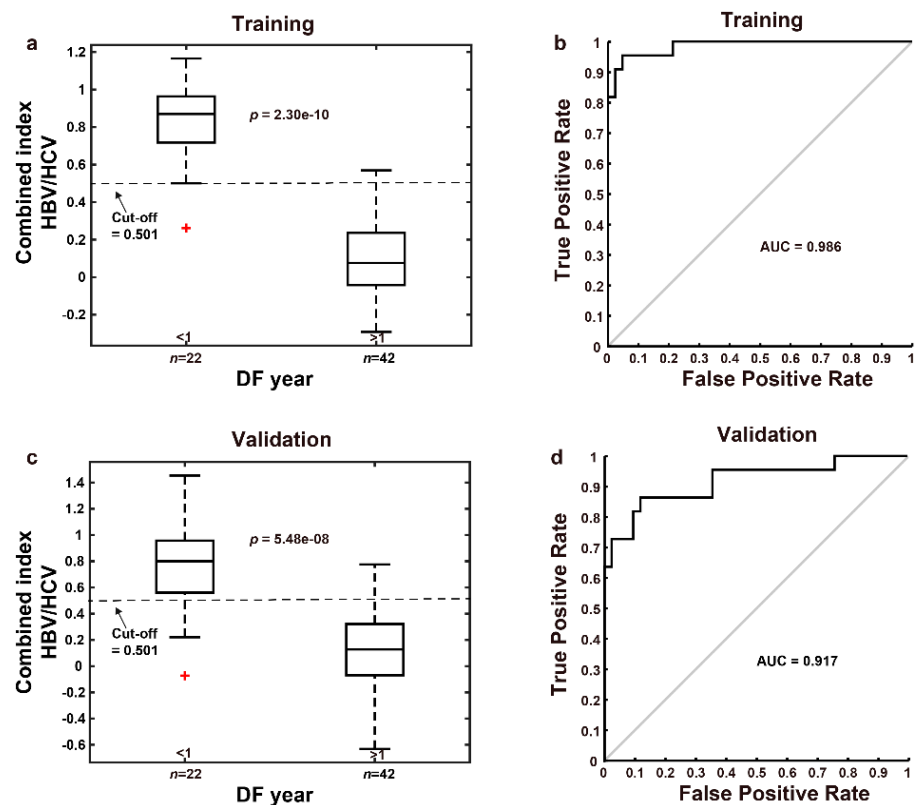 Training
a
1.2
1
0.8
0.6
0.4
0.2
0
-0.2
Combined index
HBV/HCV
p = 2.30e-10
Cut-off
= 0.501
<1
>1
n=22
n=42
DF year
Training
b
1
0.9
0.8
0.7
0.6
0.5
0.4
0.3
0.2
0.1
0
True Positive Rate
AUC = 0.986
0 0.1 0.2 0.3 0.4 0.5 0.6 0.7 0.8 0.9 1
False Positive Rate
Validation
c
1.4
1.2
1
0.8
0.6
0.4
0.2
0
-0.2
-0.4
-0.6
Combined index
HBV/HCV
p = 5.48e-08
Cut-off
= 0.501
<1
>1
n=22
n=42
DF year
Validation
d
1
0.9
0.8
0.7
0.6
0.5
0.4
0.3
0.2
0.1
0
True Positive Rate
AUC = 0.917
0 0.1 0.2 0.3 0.4 0.5 0.6 0.7 0.8 0.9 1
False Positive Rate